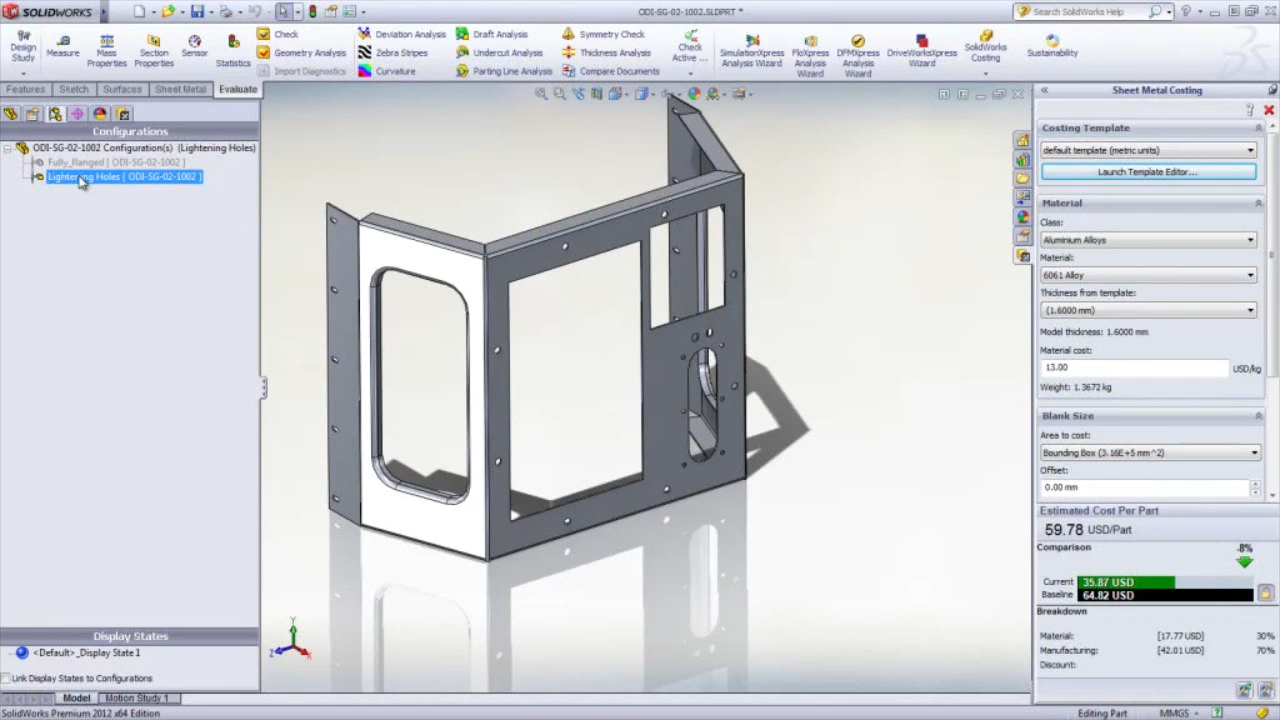 SOLIDWORKS
ODI-SG-02-1002.SLDPRT *
Search SolidWorks Help
Design Study
Measure
Mass Properties
Section Properties
Sensor
Statistics
Check
Geometry Analysis
Import Diagnostics
Deviation Analysis
Zebra Stripes
Curvature
Draft Analysis
Undercut Analysis
Parting Line Analysis
Symmetry Check
Thickness Analysis
Compare Documents
Check Active ...
SimulationXpress Analysis Wizard
FloXpress Analysis Wizard
DFMXpress Analysis Wizard
DriveWorksXpress Wizard
SolidWorks Costing
Sustainability
Features
Sketch
Surfaces
Sheet Metal
Evaluate
Configurations
ODI-SG-02-1002 Configuration(s) (Lightening Holes)
Fully_flanged [ ODI-SG-02-1002 ]
Lightening Holes [ ODI-SG-02-1002 ]
Display States
<Default>_Display State 1
Link Display States to Configurations
Y
Z
X
Sheet Metal Costing
Costing Template
default template (metric units)
Launch Template Editor...
Material
Class:
Aluminium Alloys
Material:
6061 Alloy
Thickness from template:
(1.6000 mm)
Model thickness: 1.6000 mm
Material cost:
13.00 USD/kg
Weight: 1.3672 kg
Blank Size
Area to cost:
Bounding Box (3.16E+5 mm^2)
Offset:
0.00 mm
Estimated Cost Per Part
59.78 USD/Part
Comparison -8%
Current 35.87 USD
Baseline 64.82 USD
Breakdown
Material: [17.77 USD] 30%
Manufacturing: [42.01 USD] 70%
Discount:
Model
Motion Study 1
SolidWorks Premium 2012 x64 Edition
Editing Part
MMGS